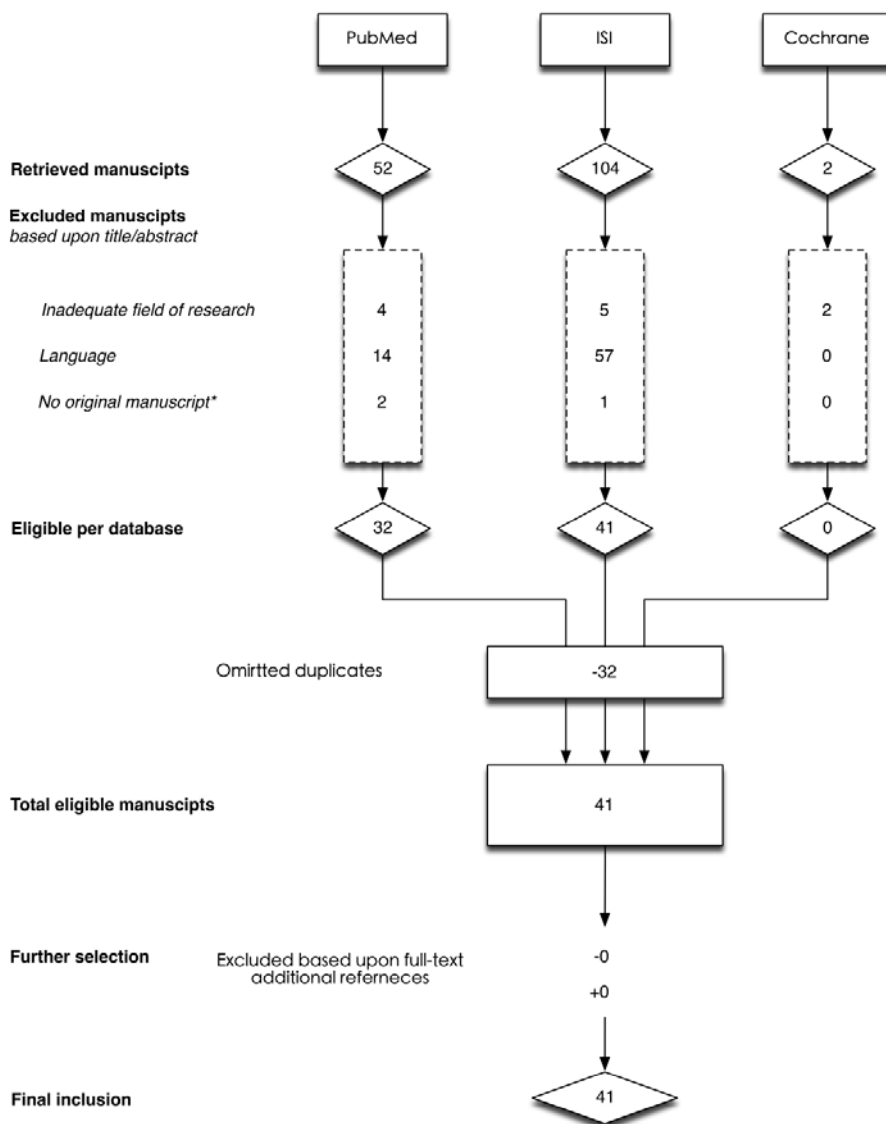 PubMed ISI Cochrane
Retrieved manuscipts 52 104 2
Excluded manuscipts
based upon title/abstract
Inadequate field of research 4 5 2
Language 14 57 0
No original manuscript* 2 1 0
Eligible per database 32 41 0
Omirtted duplicates -32
Total eligible manuscipts 41
Further selection Excluded based upon full-text -0
additional referneces
+0
Final inclusion 41